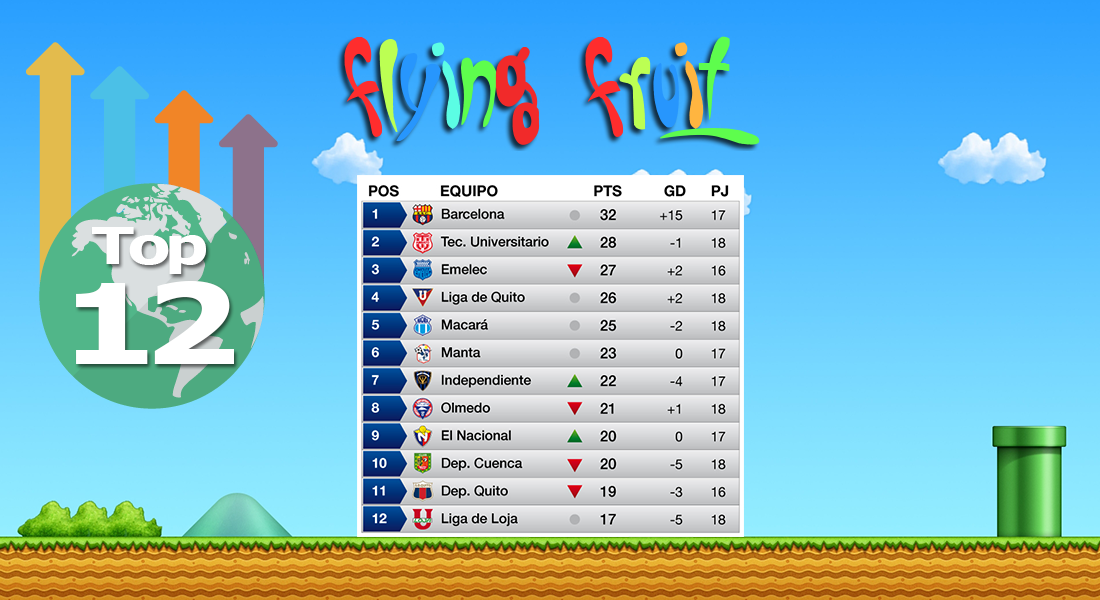 flying fruit
Top
12
POS EQUIPO PTS GD PJ
1 Barcelona 32 +15 17
2 Tec. Universitario 28 -1 18
3 Emelec 27 +2 16
4 Liga de Quito 26 +2 18
5 Macará 25 -2 18
6 Manta 23 0 17
7 Independiente 22 -4 17
8 Olmedo 21 +1 18
9 El Nacional 20 0 17
10 Dep. Cuenca 20 -5 18
11 Dep. Quito 19 -3 16
12 Liga de Loja 17 -5 18